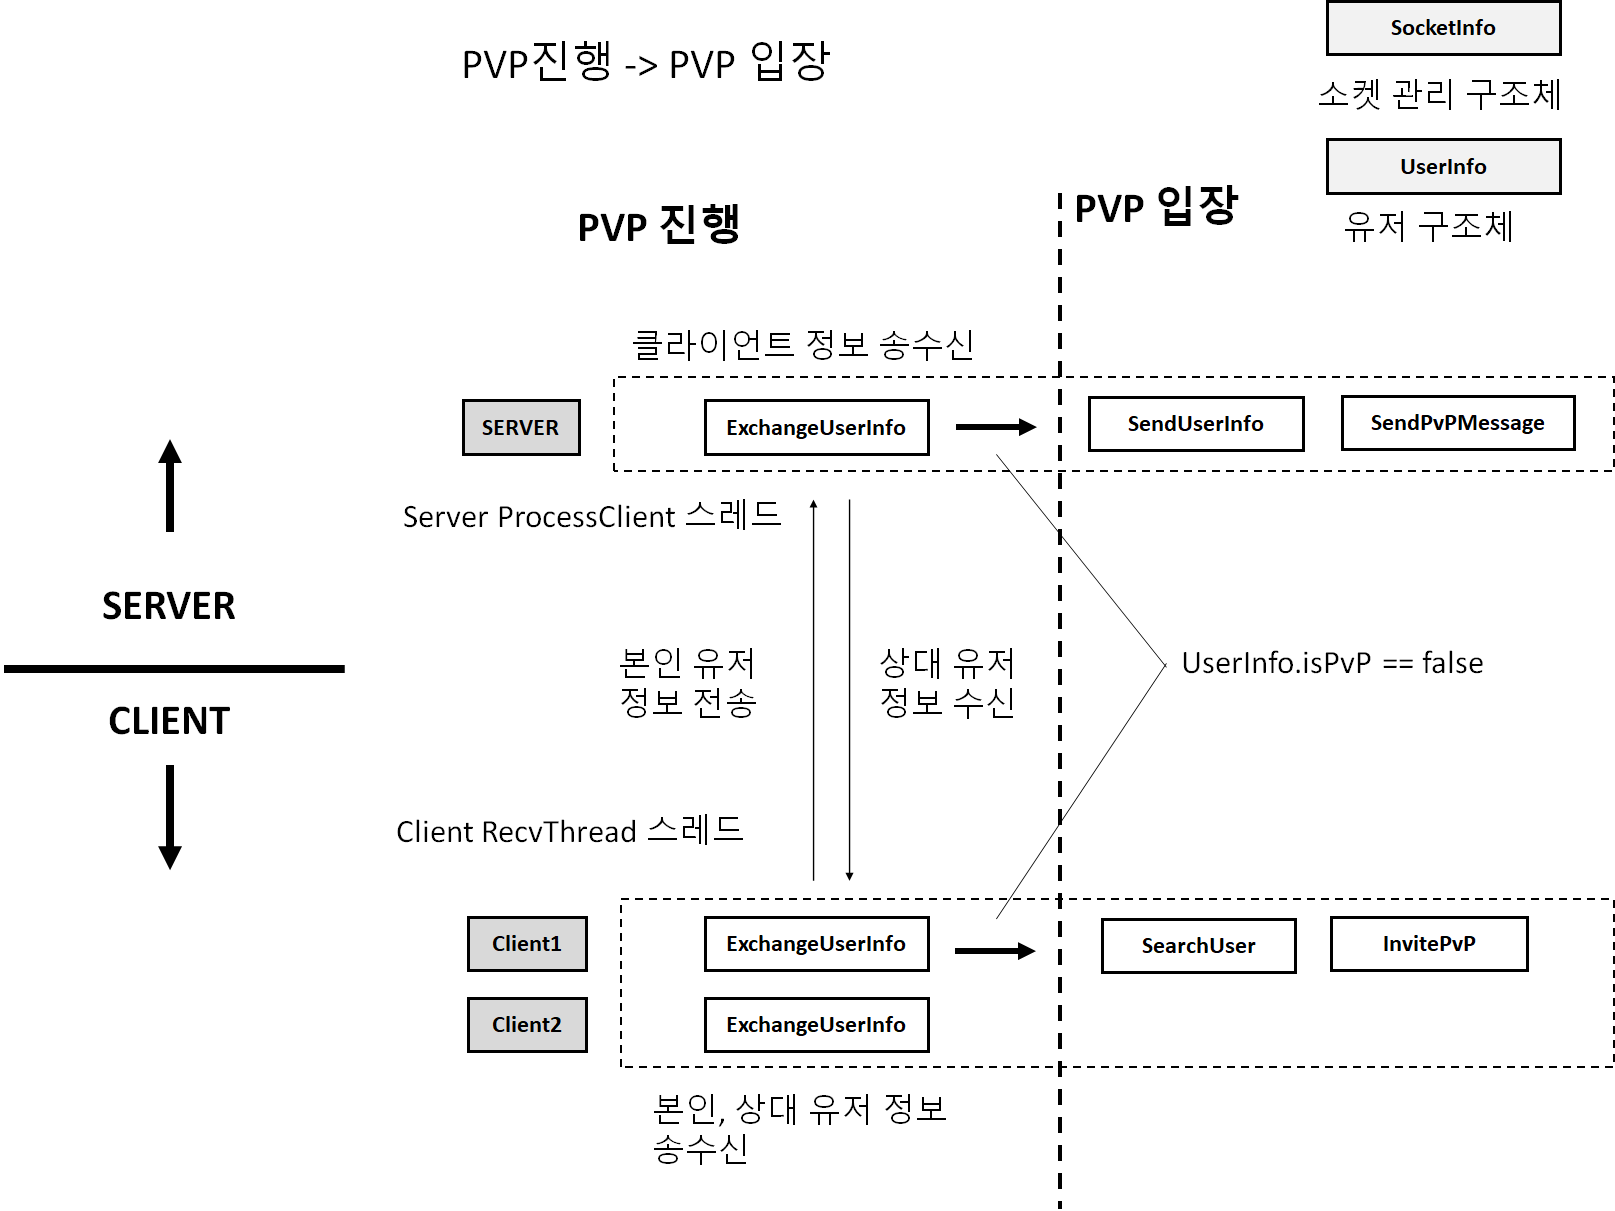 PVP진행 -> PVP 입장
SocketInfo
소켓 관리 구조체
UserInfo
유저 구조체
PVP 진행
PVP 입장
클라이언트 정보 송수신
SERVER
ExchangeUserInfo
SendUserInfo
SendPvPMessage
Server ProcessClient 스레드
SERVER
CLIENT
본인 유저
정보 전송
상대 유저
정보 수신
UserInfo.isPvP == false
Client RecvThread 스레드
Client1
ExchangeUserInfo
SearchUser
InvitePvP
Client2
ExchangeUserInfo
본인, 상대 유저 정보
송수신